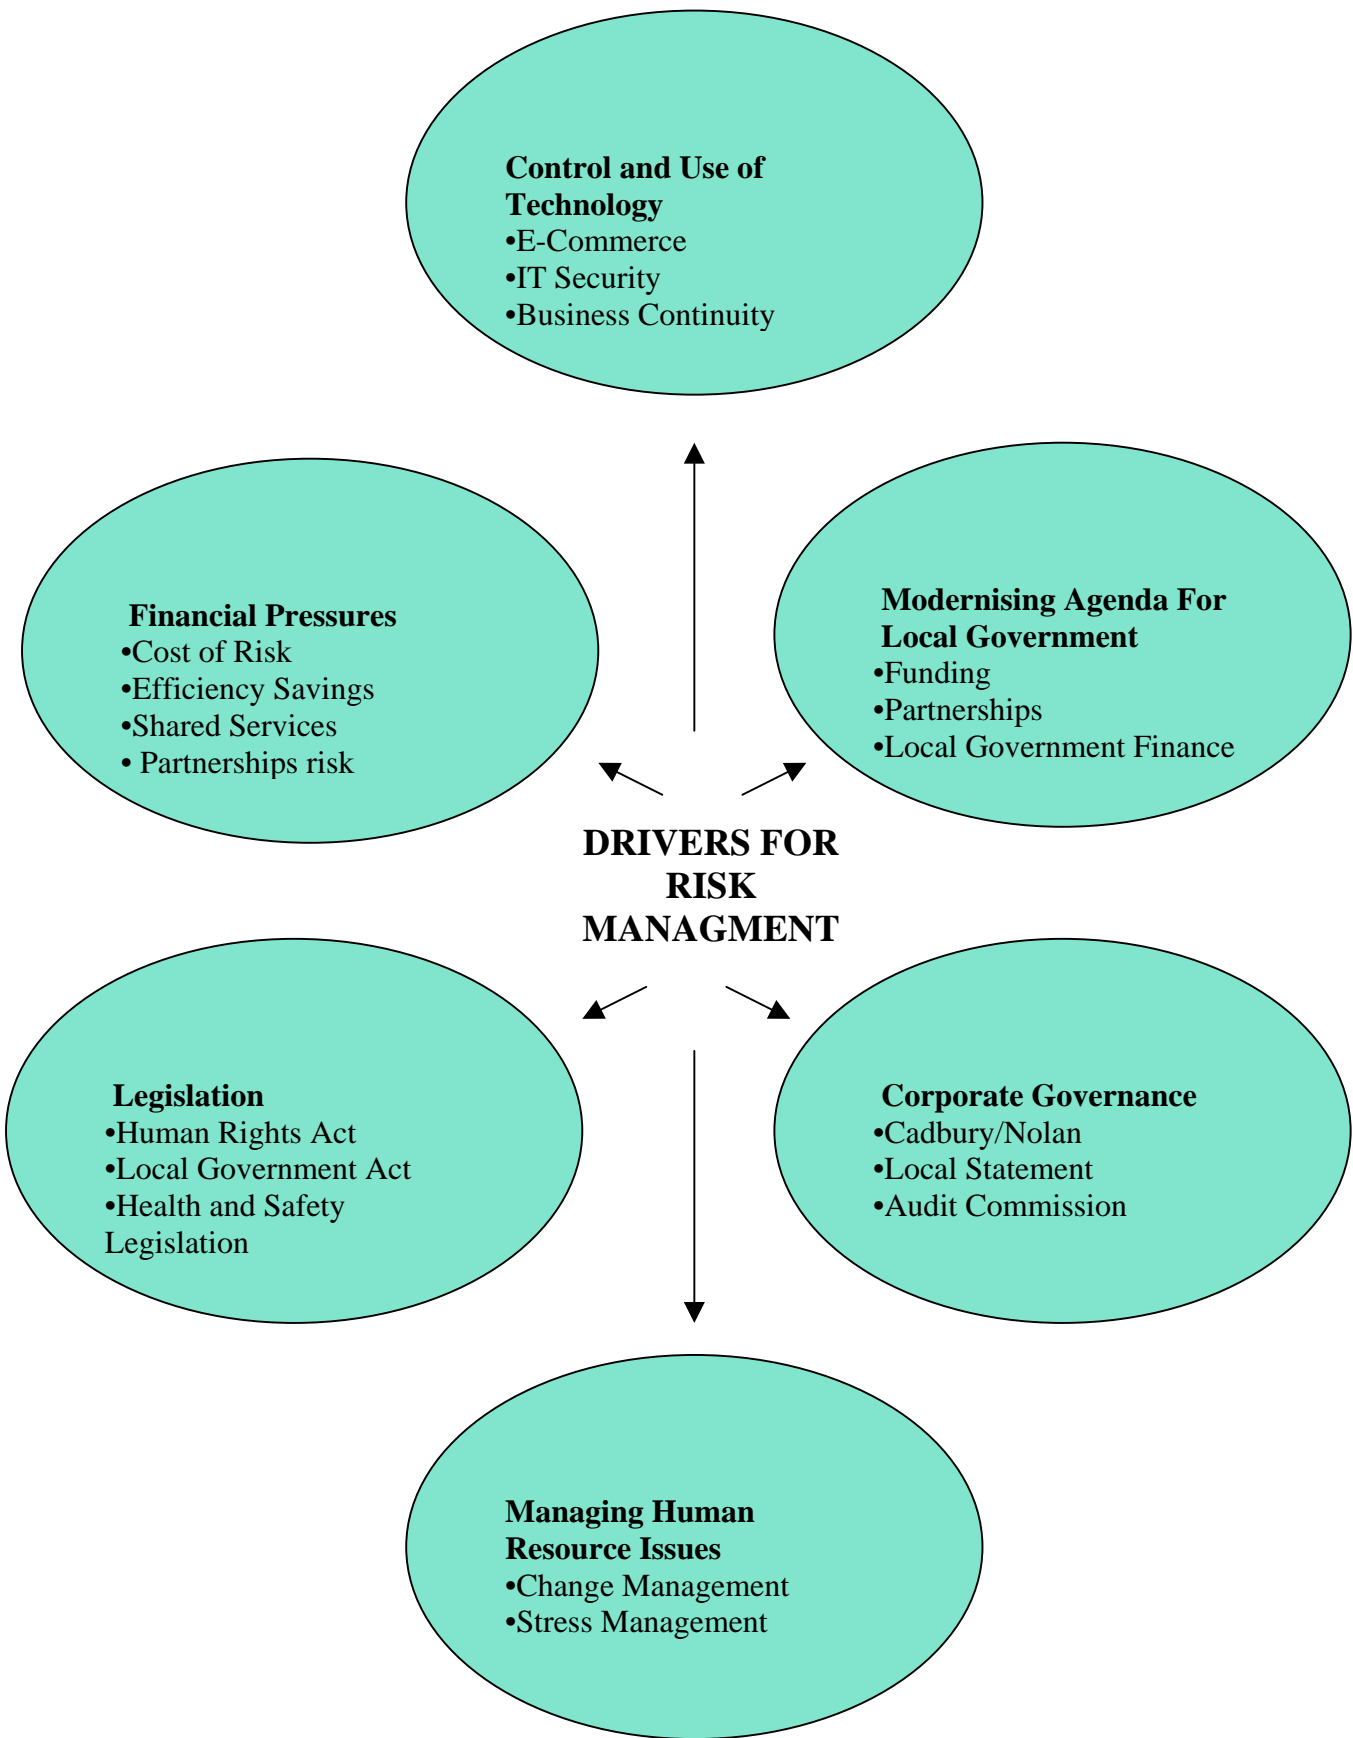 Control and Use of
Technology
•E-Commerce
•IT Security
•Business Continuity
Financial Pressures
•Cost of Risk
•Efficiency Savings
•Shared Services
• Partnerships risk
Modernising Agenda For
Local Government
•Funding
•Partnerships
•Local Government Finance
DRIVERS FOR
RISK
MANAGMENT
Legislation
•Human Rights Act
•Local Government Act
•Health and Safety
Legislation
Corporate Governance
•Cadbury/Nolan
•Local Statement
•Audit Commission
Managing Human
Resource Issues
•Change Management
•Stress Management